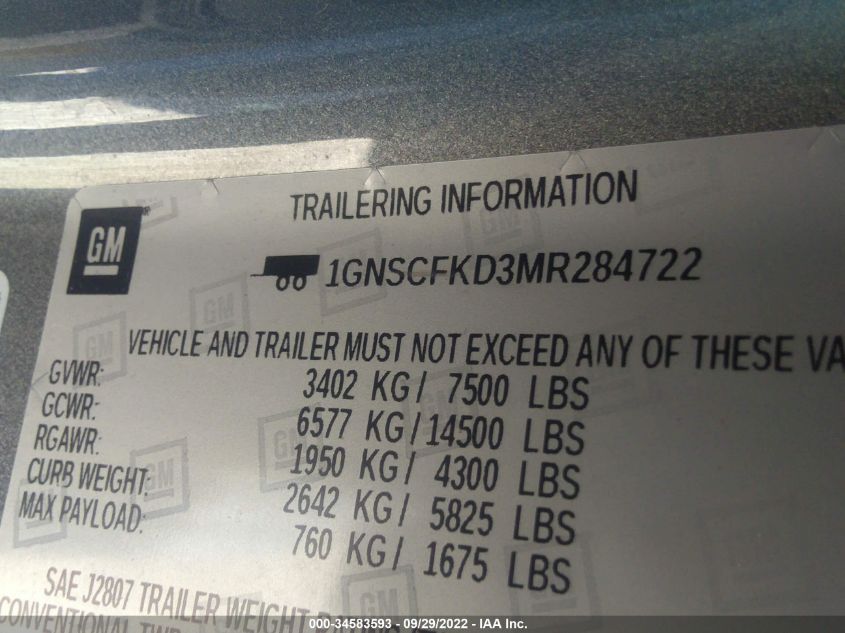 TRAILERING INFORMATION
GM
1GNSCFKD3MR284722
VEHICLE AND TRAILER MUST NOT EXCEED ANY OF THESE VA
GVWR: 3402 KG/ 7500 LBS
GCWR: 6577 KG/14500 LBS
RGAWR: 1950 KG/ 4300 LBS
CURB WEIGHT: 2642 KG/ 5825 LBS
MAX PAYLOAD: 760 KG/ 1675 LBS
SAE J2807 TRAILER WEIGHT
CONVENTIONAL
000-34583593 - 09/29/2022 - IAA Inc.